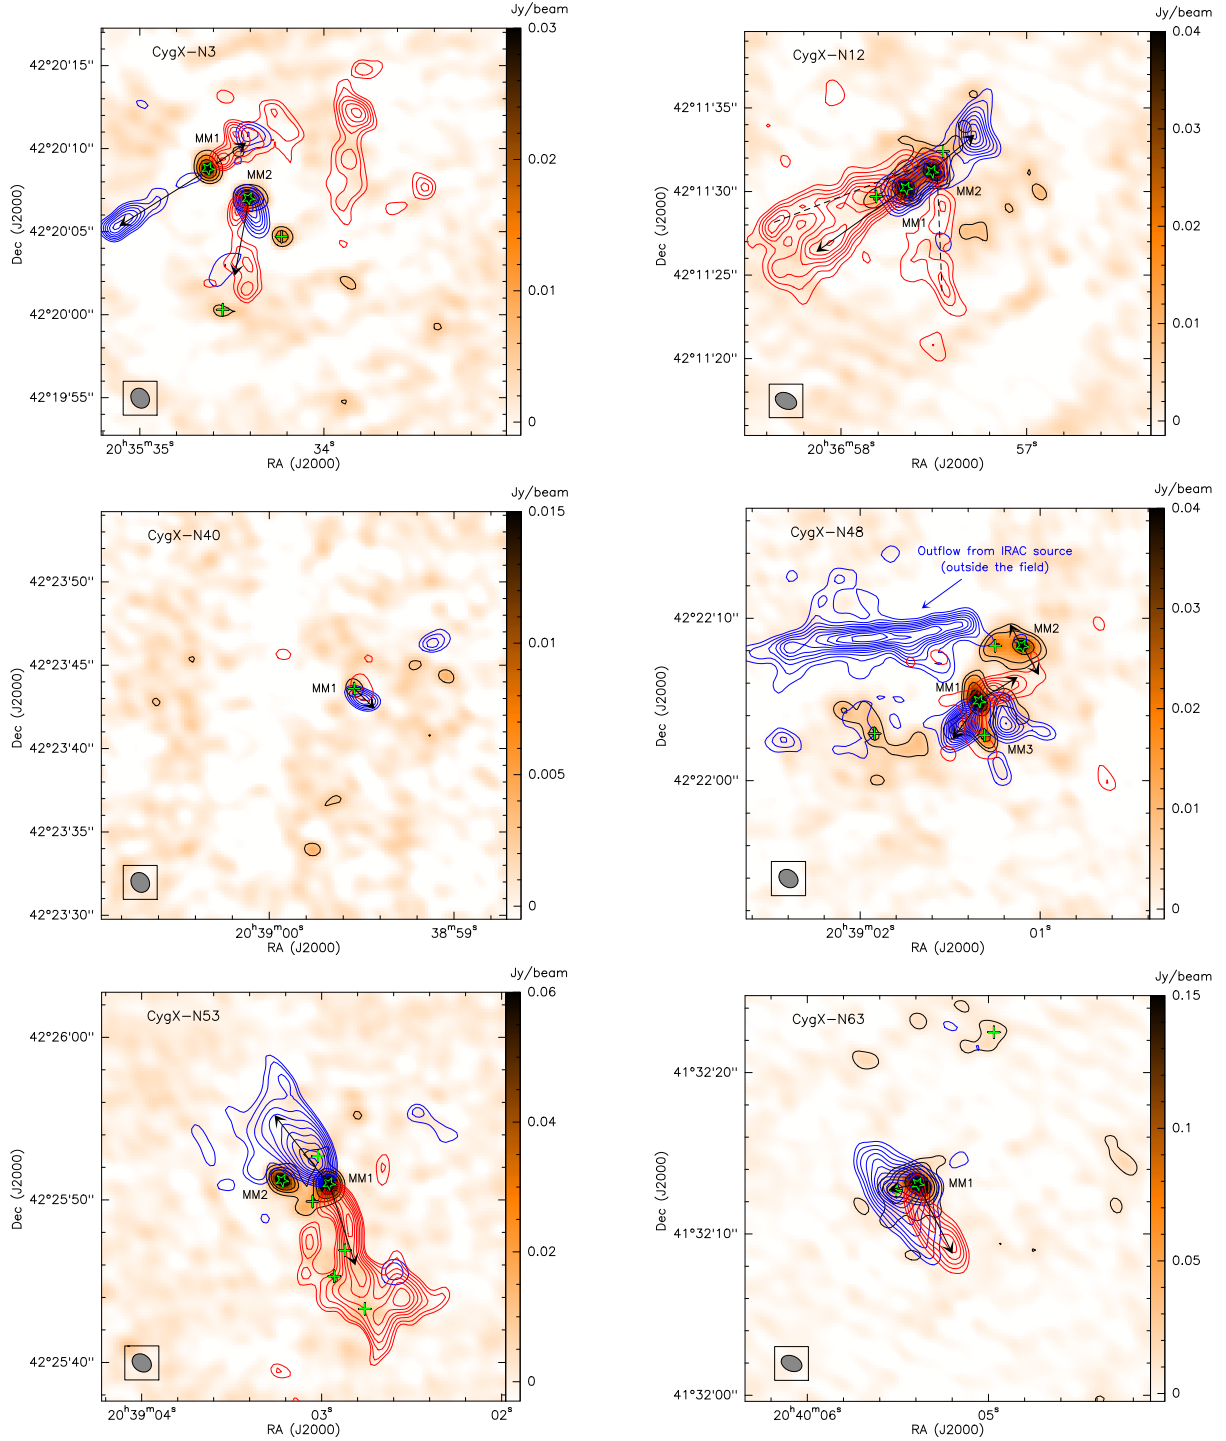 Jy/beam
0.03
CygX-N3
42°20'15''
MM1
0.02
42°20'10''
MM2
Dec (J2000)
42°20'05''
0.01
42°20'00''
42°19'55''
0
20ʰ35ᵐ35ˢ
34ˢ
RA (J2000)
Jy/beam
0.04
CygX-N12
42°11'35''
0.03
42°11'30''
MM2
Dec (J2000)
MM1
0.02
42°11'25''
0.01
42°11'20''
0
20ʰ36ᵐ58ˢ
57ˢ
RA (J2000)
Jy/beam
0.015
CygX-N40
42°23'50''
0.01
42°23'45''
MM1
Dec (J2000)
42°23'40''
0.005
42°23'35''
42°23'30''
0
20ʰ39ᵐ00ˢ
38ˢ59ˢ
RA (J2000)
Jy/beam
0.04
CygX-N48
Outflow from IRAC source
(outside the field)
0.03
42°22'10''
MM2
MM1
Dec (J2000)
0.02
MM3
42°22'00''
0.01
0
20ʰ39ᵐ02ˢ
01ˢ
RA (J2000)
Jy/beam
0.06
CygX-N53
42°26'00''
0.04
MM1
MM2
42°25'50''
Dec (J2000)
0.02
42°25'40''
0
20ʰ39ᵐ04ˢ
03ˢ
02ˢ
RA (J2000)
Jy/beam
0.15
CygX-N63
41°32'20''
0.1
MM1
Dec (J2000)
41°32'10''
0.05
41°32'00''
0
20ʰ40ᵐ06ˢ
05ˢ
RA (J2000)